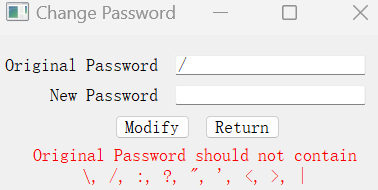 Change Password
Original Password /
New Password
Modify Return
Original Password should not contain
\, /, :, ?, ", ', <, >, |